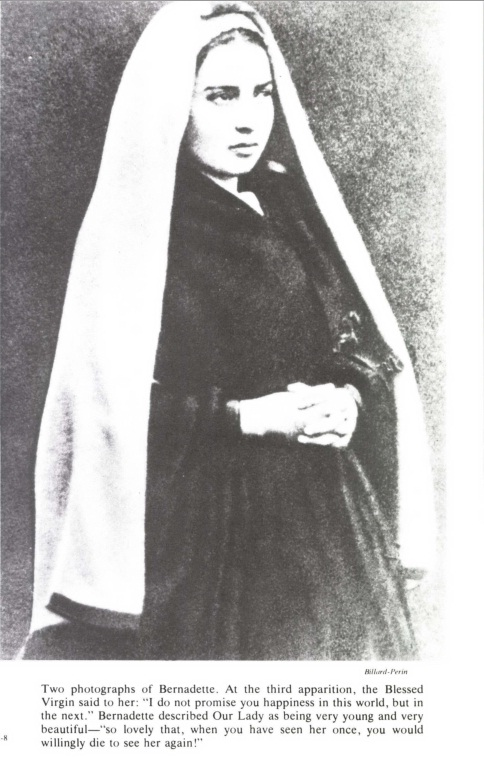 Billard-Perin
Two photographs of Bernadette. At the third apparition, the Blessed
Virgin said to her: “I do not promise you happiness in this world, but in
the next.” Bernadette described Our Lady as being very young and very
beautiful—“so lovely that, when you have seen her once, you would
-8
willingly die to see her again!”